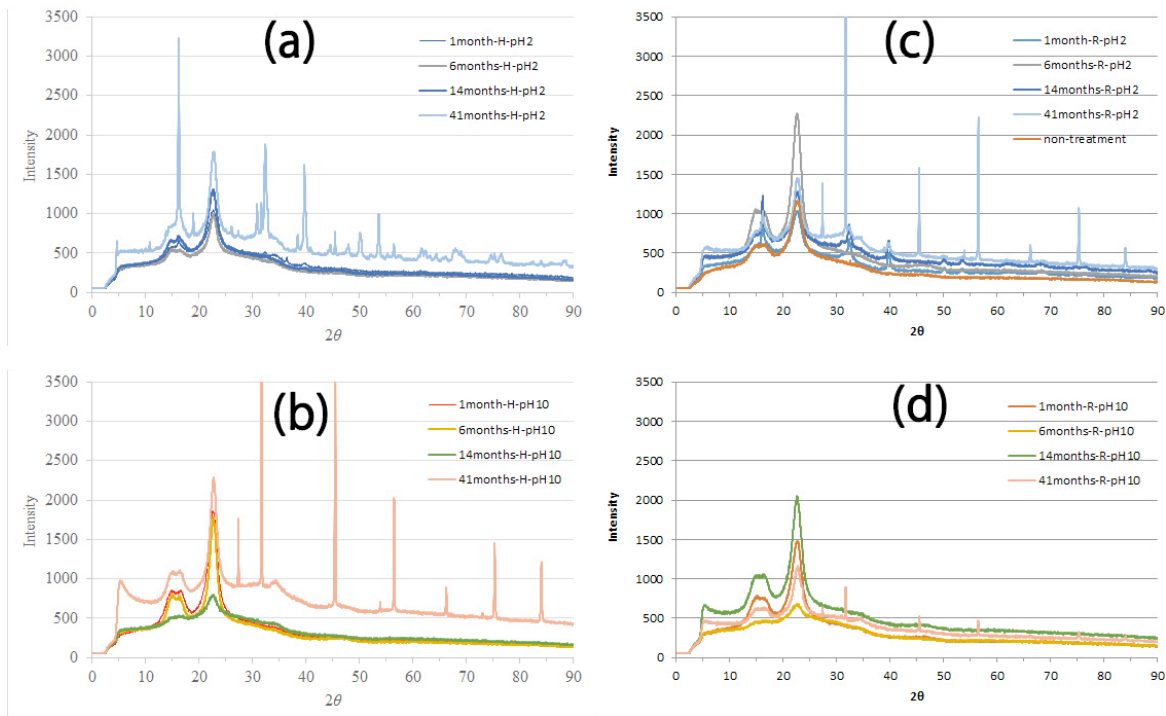 (a)
3500
3000
2500
2000
1500
1000
500
0
Intensity
0 10 20 30 40 50 60 70 80 90
2θ
1month-H-pH2
6months-H-pH2
14months-H-pH2
41months-H-pH2
(c)
3500
3000
2500
2000
1500
1000
500
0
Intensity
0 10 20 30 40 50 60 70 80 90
2θ
1month-R-pH2
6months-R-pH2
14months-R-pH2
41months-R-pH2
non-treatment
(b)
3500
3000
2500
2000
1500
1000
500
0
Intensity
0 10 20 30 40 50 60 70 80 90
2θ
1month-H-pH10
6months-H-pH10
14months-H-pH10
41months-H-pH10
(d)
3500
3000
2500
2000
1500
1000
500
0
Intensity
0 10 20 30 40 50 60 70 80 90
2θ
1month-R-pH10
6months-R-pH10
14months-R-pH10
41months-R-pH10